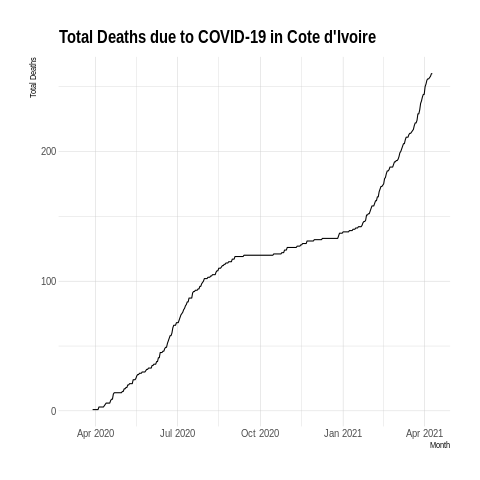 Total Deaths due to COVID-19 in Cote d'Ivoire
Total Deaths
200
100
0
Apr 2020 Jul 2020 Oct 2020 Jan 2021 Apr 2021
Month